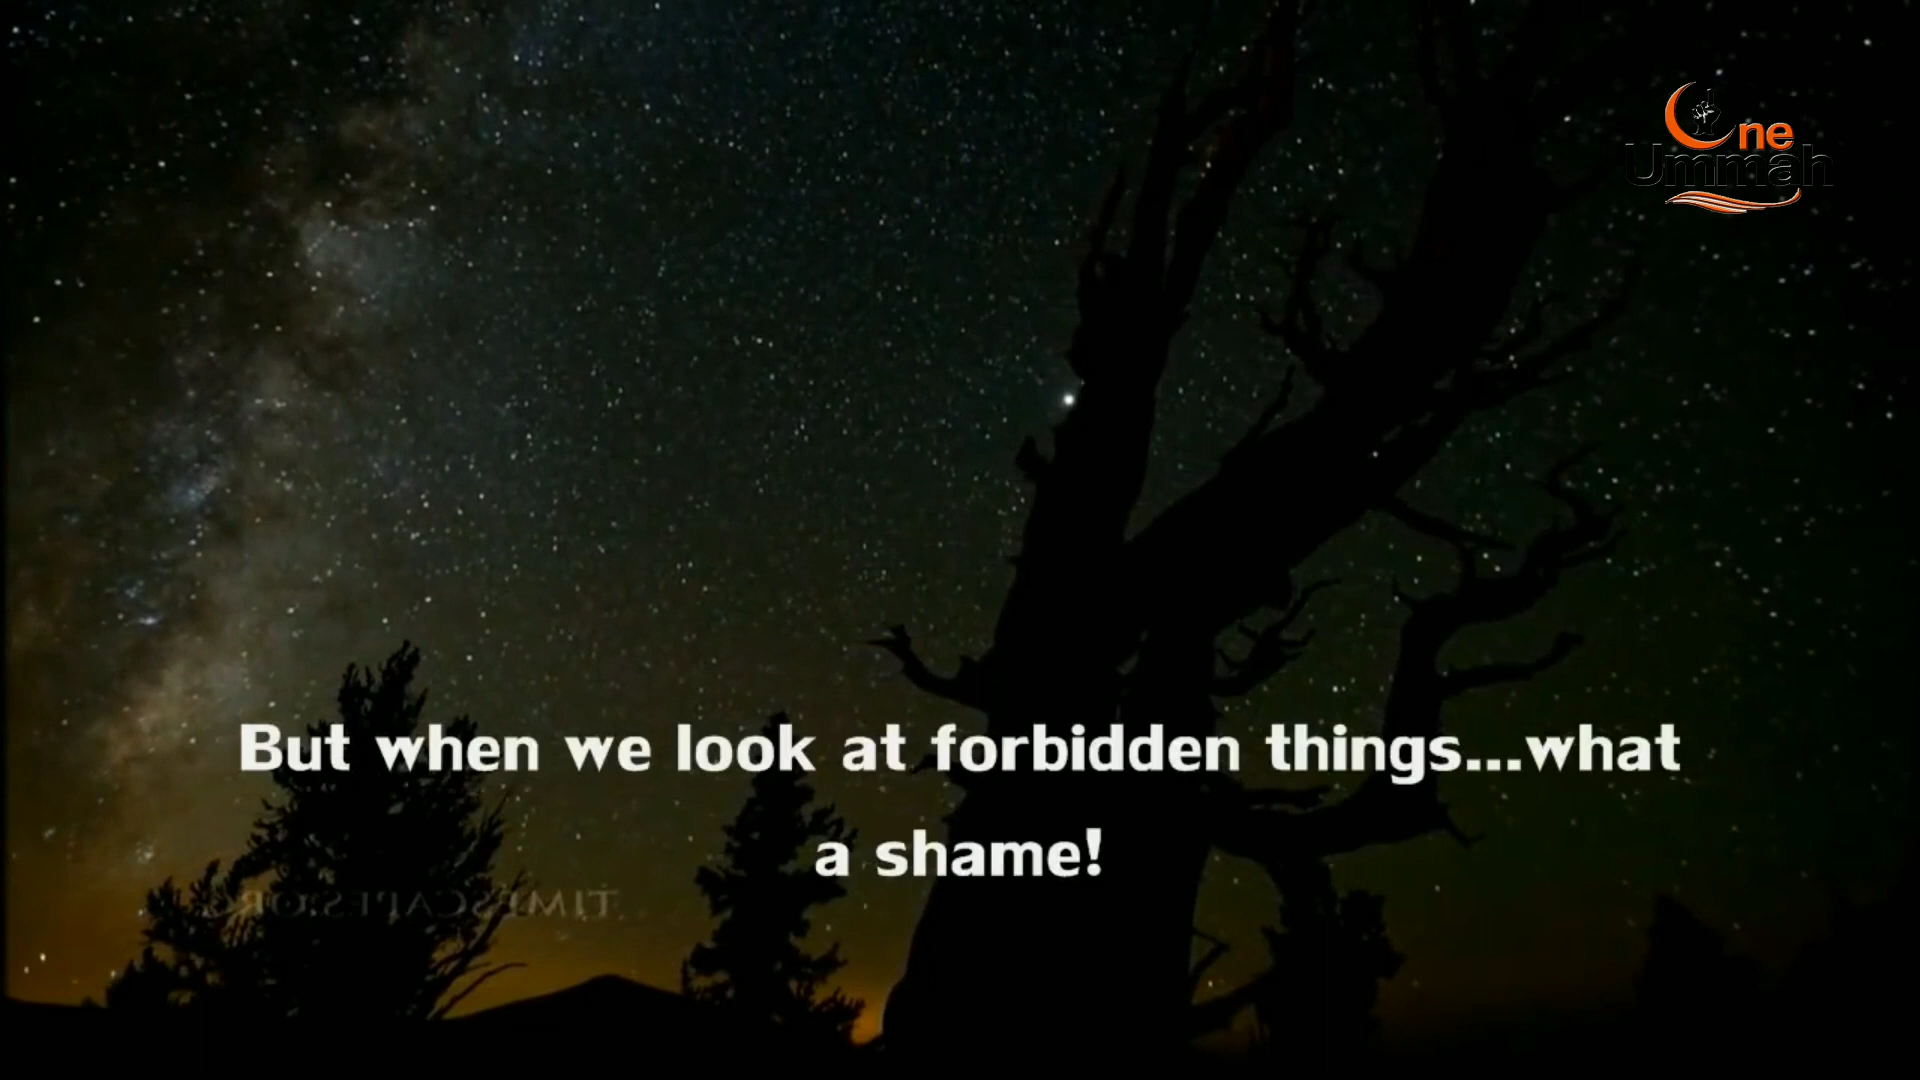 One
Ummah
But when we look at forbidden things...what
a shame!
TIMESCAPES.ORG